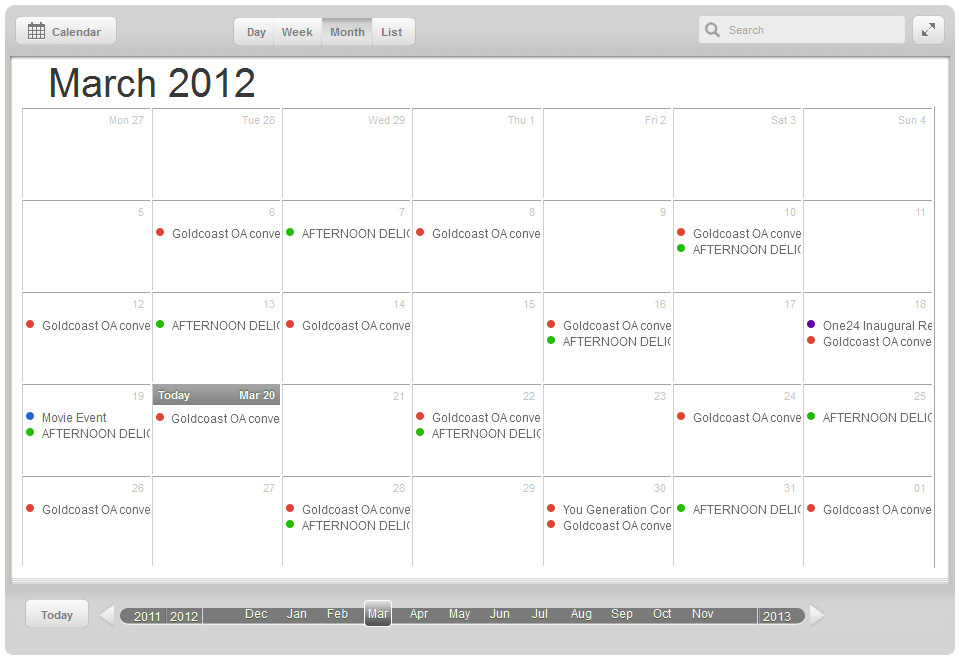 Calendar Day Week Month List Search
March 2012
Mon 27 Tue 28 Wed 29 Thu 1 Fri 2 Sat 3 Sun 4
5 6 7 8 9 10 11
Goldcoast OA conve AFTERNOON DELIC Goldcoast OA conve Goldcoast OA conve
AFTERNOON DELIC
12 13 14 15 16 17 18
Goldcoast OA conve AFTERNOON DELIC Goldcoast OA conve Goldcoast OA conve One24 Inaugural Re
AFTERNOON DELIC Goldcoast OA conve
19 Today Mar 20 21 22 23 24 25
Movie Event Goldcoast OA conve Goldcoast OA conve Goldcoast OA conve AFTERNOON DELIC
AFTERNOON DELIC AFTERNOON DELIC
26 27 28 29 30 31 01
Goldcoast OA conve Goldcoast OA conve You Generation Con AFTERNOON DELIC Goldcoast OA conve
AFTERNOON DELIC Goldcoast OA conve
Today 2011 2012 Dec Jan Feb Mar Apr May Jun Jul Aug Sep Oct Nov 2013